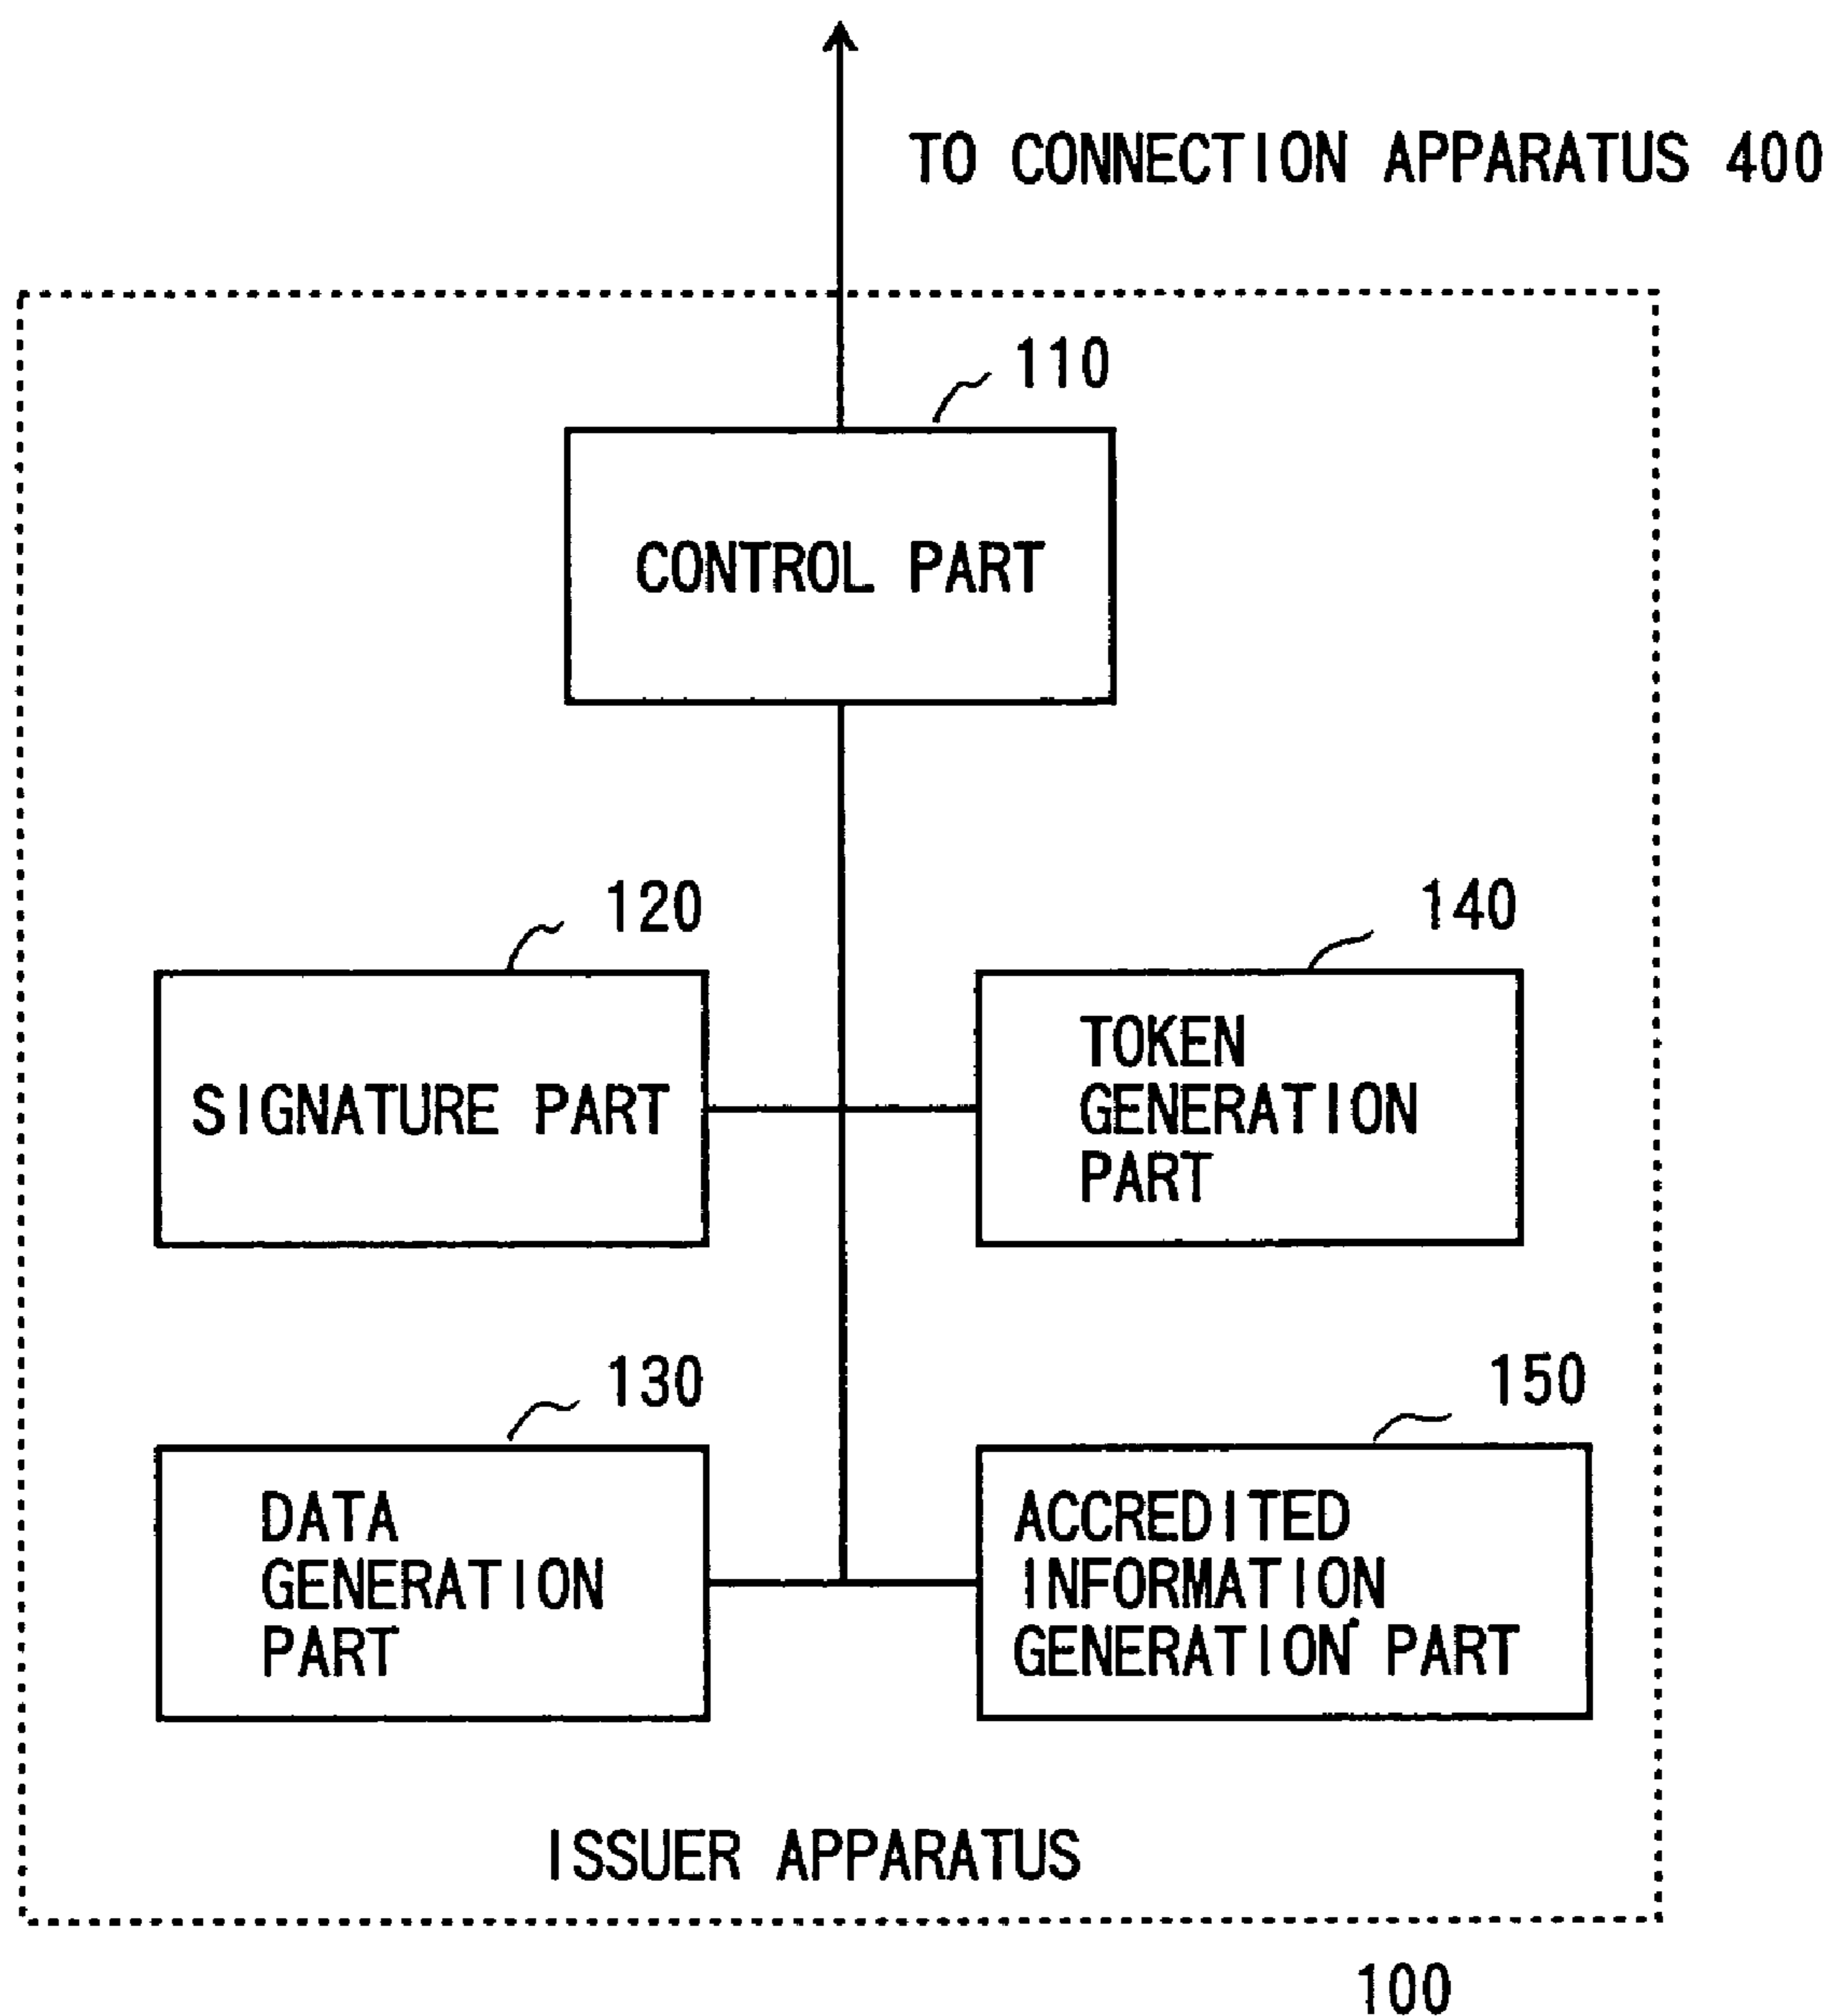 TO CONNECTION APPARATUS 400
110
CONTROL PART
120
140
SIGNATURE PART
TOKEN
GENERATION
PART
130
150
DATA
GENERATION
PART
ACCREDITED
INFORMATION
GENERATION PART
ISSUER APPARATUS
100